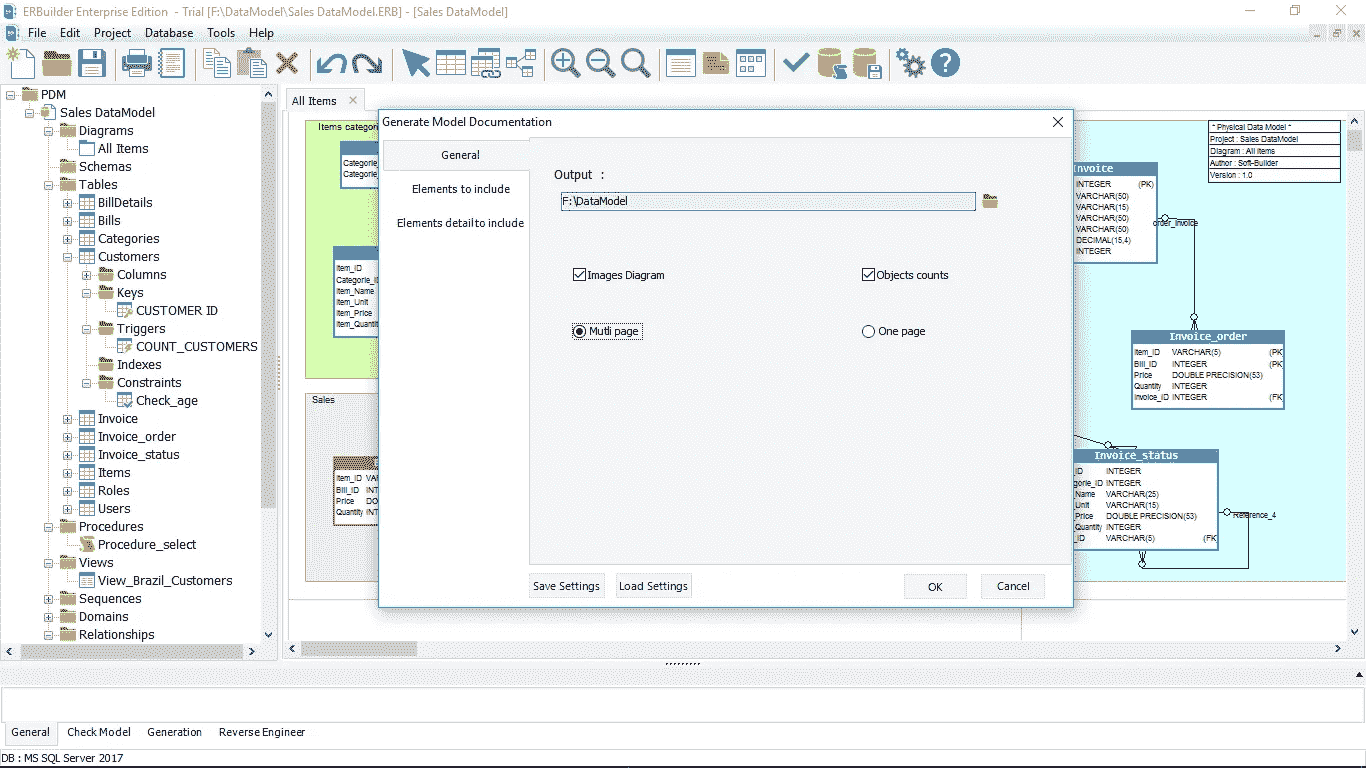 ERBuilder Enterprise Edition - Trial [F:\DataModel\Sales DataModel.ERB] - [Sales DataModel]
File Edit Project Database Tools Help
PDM
Sales DataModel
Diagrams
All Items
Schemas
Tables
BillDetails
Bills
Categories
Customers
Columns
Keys
CUSTOMER ID
Triggers
COUNT_CUSTOMERS
Indexes
Constraints
Check_age
Invoice
Invoice_order
Invoice_status
Items
Roles
Users
Procedures
Procedure_select
Views
View_Brazil_Customers
Sequences
Domains
Relationships
All Items
Items categor
Categorie_
Categorie_
Item_ID
Categorie_ID
Item_Name
Item_Unit
Item_Price
Item_Quantit
Sales
Item_ID VA
Bill_ID INT
Price DO
Quantity INT
Generate Model Documentation
General
Elements to include
Elements detail to include
Output :
F:\DataModel
Images Diagram
Objects counts
Mutli page
One page
Save Settings
Load Settings
OK
Cancel
" Physical Data Model "
Project : Sales DataModel
Diagram : All Items
Author : Soft-Builder
Version : 1.0
Invoice
INTEGER (PK)
VARCHAR(50)
VARCHAR(15)
VARCHAR(50)
VARCHAR(50)
DECIMAL(15,4)
INTEGER
order_invoice
Invoice_order
Item_ID VARCHAR(5) (PK
Bill_ID INTEGER (PK
Price DOUBLE PRECISION(53)
Quantity INTEGER
Invoice_ID INTEGER (FK
Invoice_status
ID INTEGER
gorie_ID INTEGER
Name VARCHAR(25)
Unit VARCHAR(15)
Price DOUBLE PRECISION(53)
Quantity INTEGER
ID VARCHAR(5) (FK
Reference_4
General
Check Model
Generation
Reverse Engineer
DB : MS SQL Server 2017